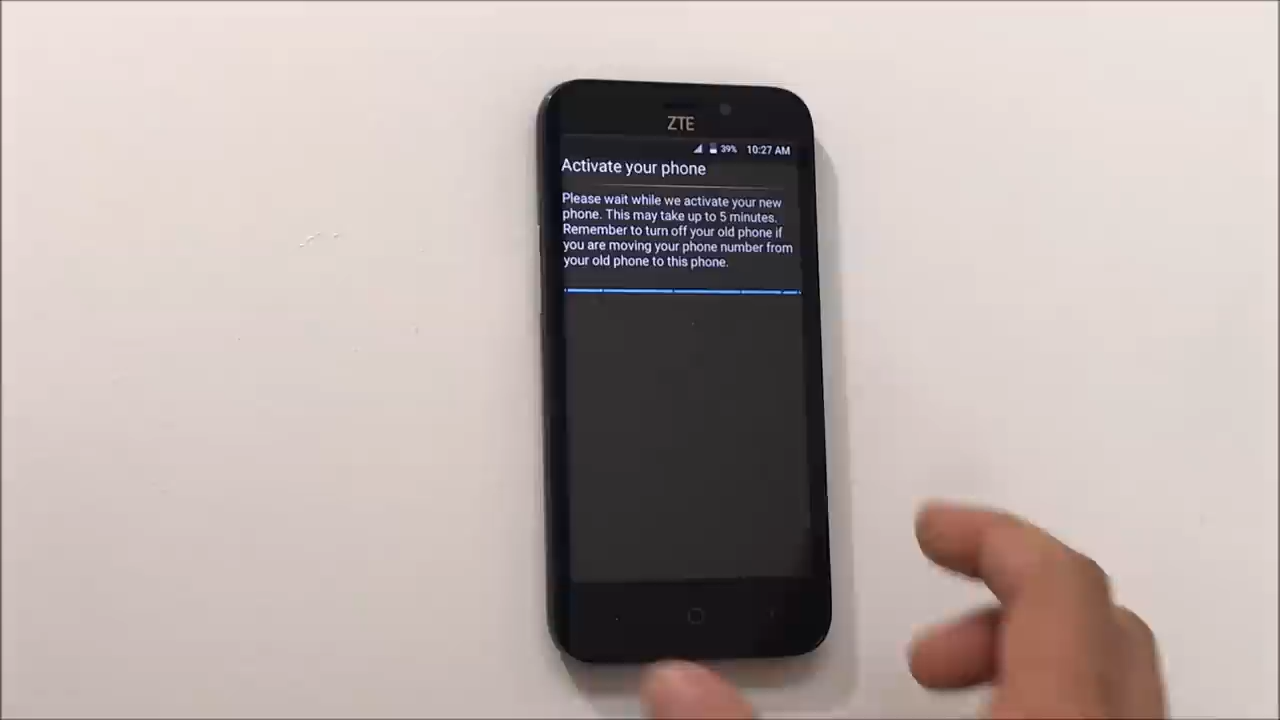 ZTE
39% 10:27 AM
Activate your phone
Please wait while we activate your new
phone. This may take up to 5 minutes.
Remember to turn off your old phone if
you are moving your phone number from
your old phone to this phone.